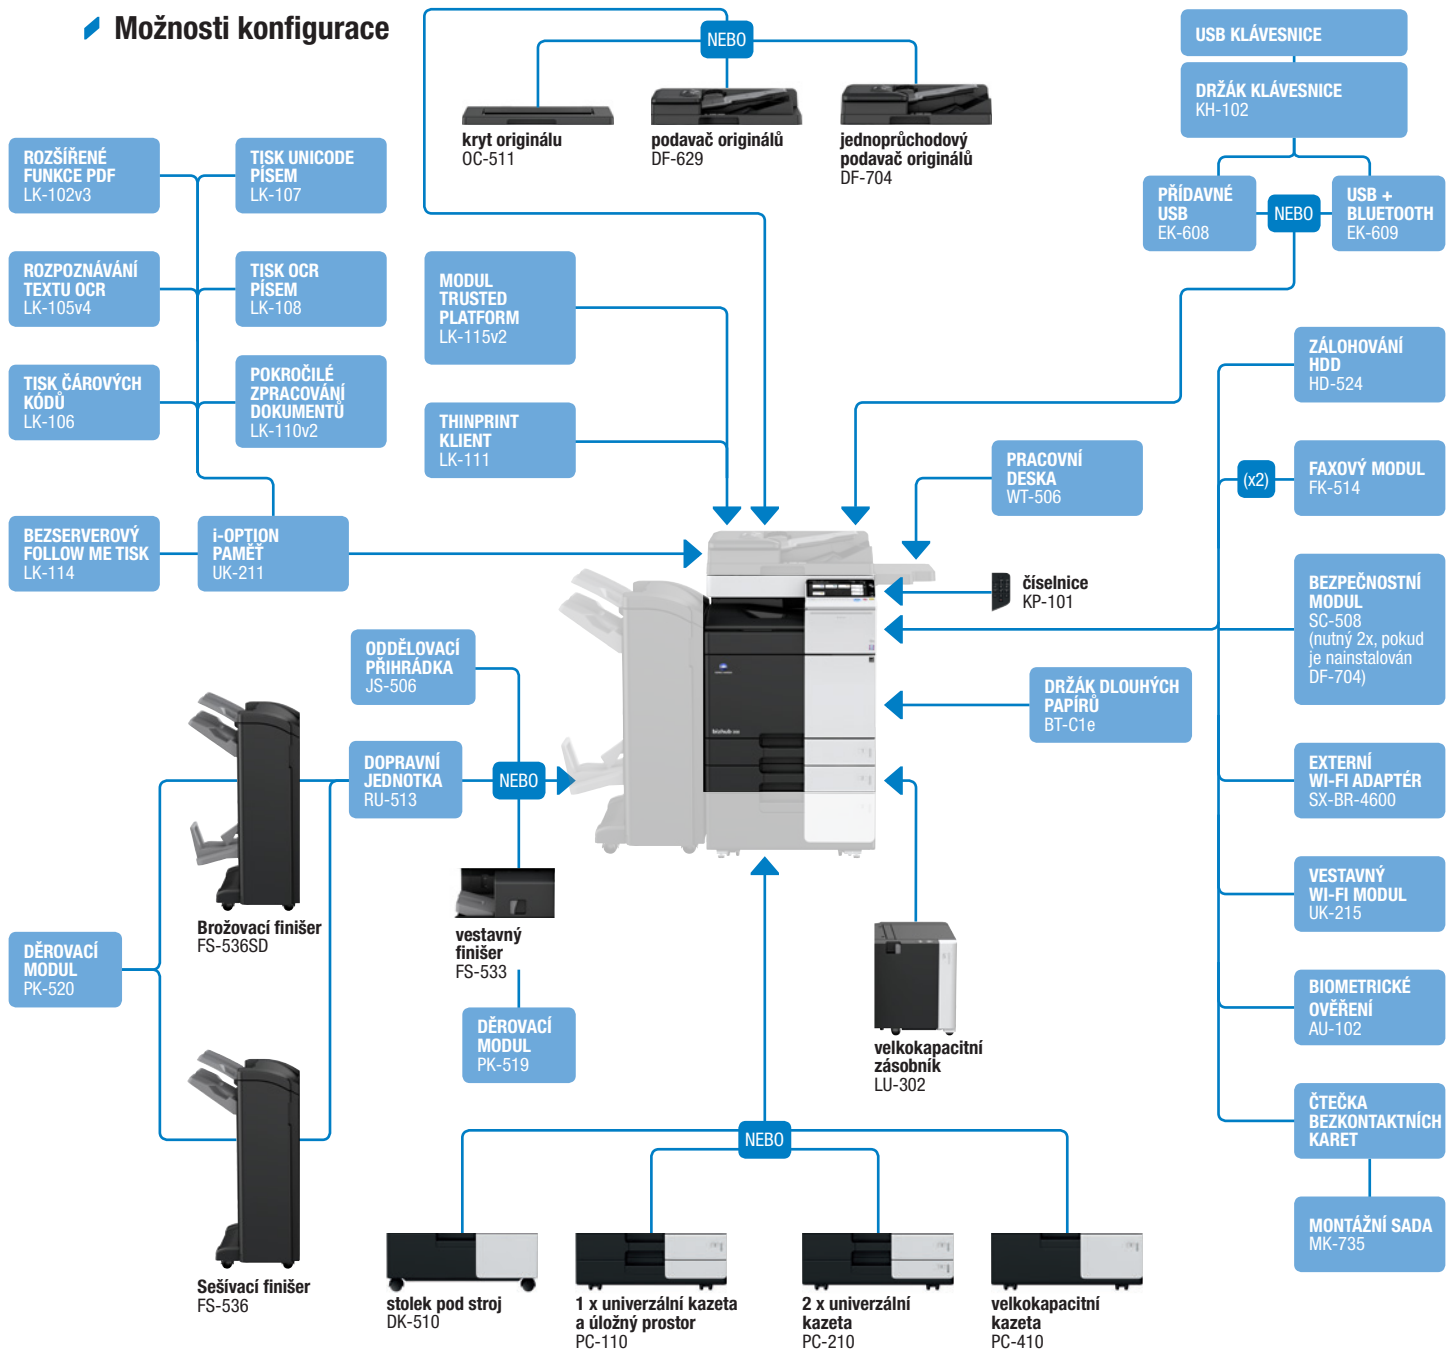 Možnosti konfigurace
NEBO
kryt originálu
OC-511
podavač originálů
DF-629
jednoprůchodový
podavač originálů
DF-704
USB KLÁVESNICE
DRŽÁK KLÁVESNICE
KH-102
PŘÍDAVNÉ
USB
EK-608
NEBO
USB +
BLUETOOTH
EK-609
ROZŠÍŘENÉ
FUNKCE PDF
LK-102v3
TISK UNICODE
PÍSEM
LK-107
ROZPOZNÁVÁNÍ
TEXTU OCR
LK-105v4
TISK OCR
PÍSEM
LK-108
TISK ČÁROVÝCH
KÓDŮ
LK-106
POKROČILÉ
ZPRACOVÁNÍ
DOKUMENTŮ
LK-110v2
MODUL
TRUSTED
PLATFORM
LK-115v2
THINPRINT
KLIENT
LK-111
BEZSERVEROVÝ
FOLLOW ME TISK
LK-114
i-OPTION
PAMĚŤ
UK-211
PRACOVNÍ
DESKA
WT-506
číselnice
KP-101
ZÁLOHOVÁNÍ
HDD
HD-524
(x2)
FAXOVÝ MODUL
FK-514
BEZPEČNOSTNÍ
MODUL
SC-508
(nutný 2x, pokud
je nainstalován
DF-704)
DRŽÁK DLOUHÝCH
PAPÍRŮ
BT-C1e
EXTERNÍ
WI-FI ADAPTÉR
SX-BR-4600
VESTAVNÝ
WI-FI MODUL
UK-215
BIOMETRICKÉ
OVĚŘENÍ
AU-102
ČTEČKA
BEZKONTAKTNÍCH
KARET
MONTÁŽNÍ SADA
MK-735
ODDĚLOVACÍ
PŘIHRÁDKA
JS-506
DOPRAVNÍ
JEDNOTKA
RU-513
NEBO
Brožovací finišer
FS-536SD
vestavný
finišer
FS-533
DĚROVACÍ
MODUL
PK-520
DĚROVACÍ
MODUL
PK-519
velkokapacitní
zásobník
LU-302
Sešívací finišer
FS-536
NEBO
stolek pod stroj
DK-510
1 x univerzální kazeta
a úložný prostor
PC-110
2 x univerzální
kazeta
PC-210
velkokapacitní
kazeta
PC-410